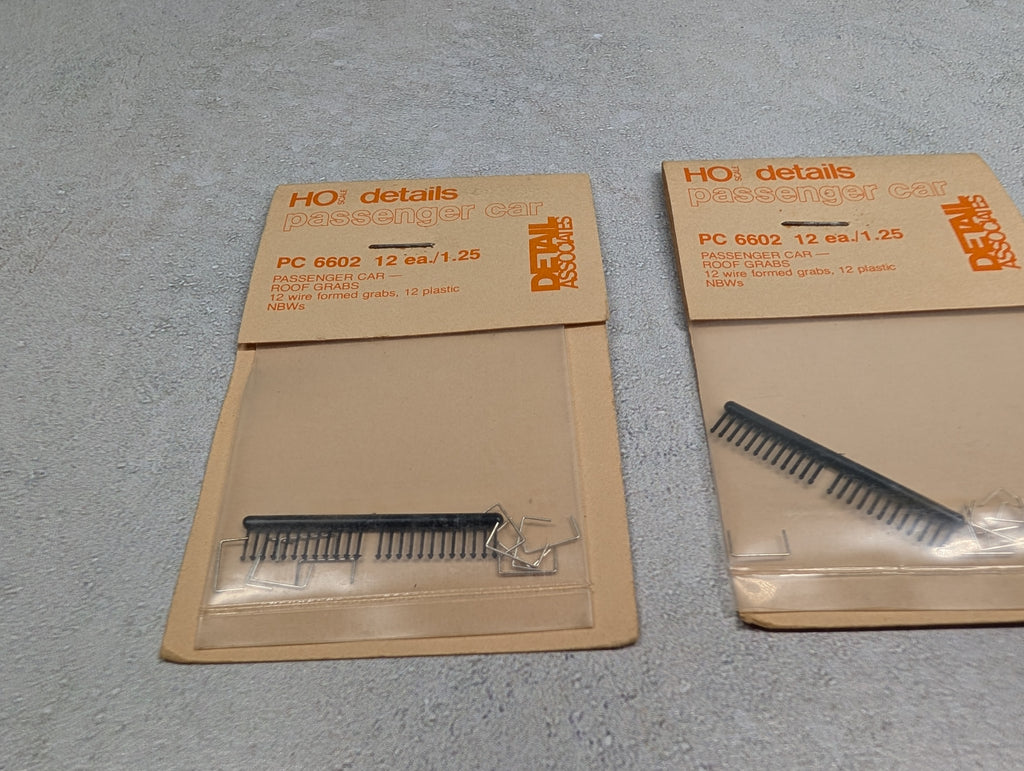 HO SCALE details
passenger car
PC 6602 12 ea./1.25
PASSENGER CAR —
ROOF GRABS
12 wire formed grabs, 12 plastic
NBWs
DETAIL
ASSOCIATES
HO SCALE details
passenger car
PC 6602 12 ea./1.25
PASSENGER CAR —
ROOF GRABS
12 wire formed grabs, 12 plastic
NBWs
DETAIL
ASSOCIATES